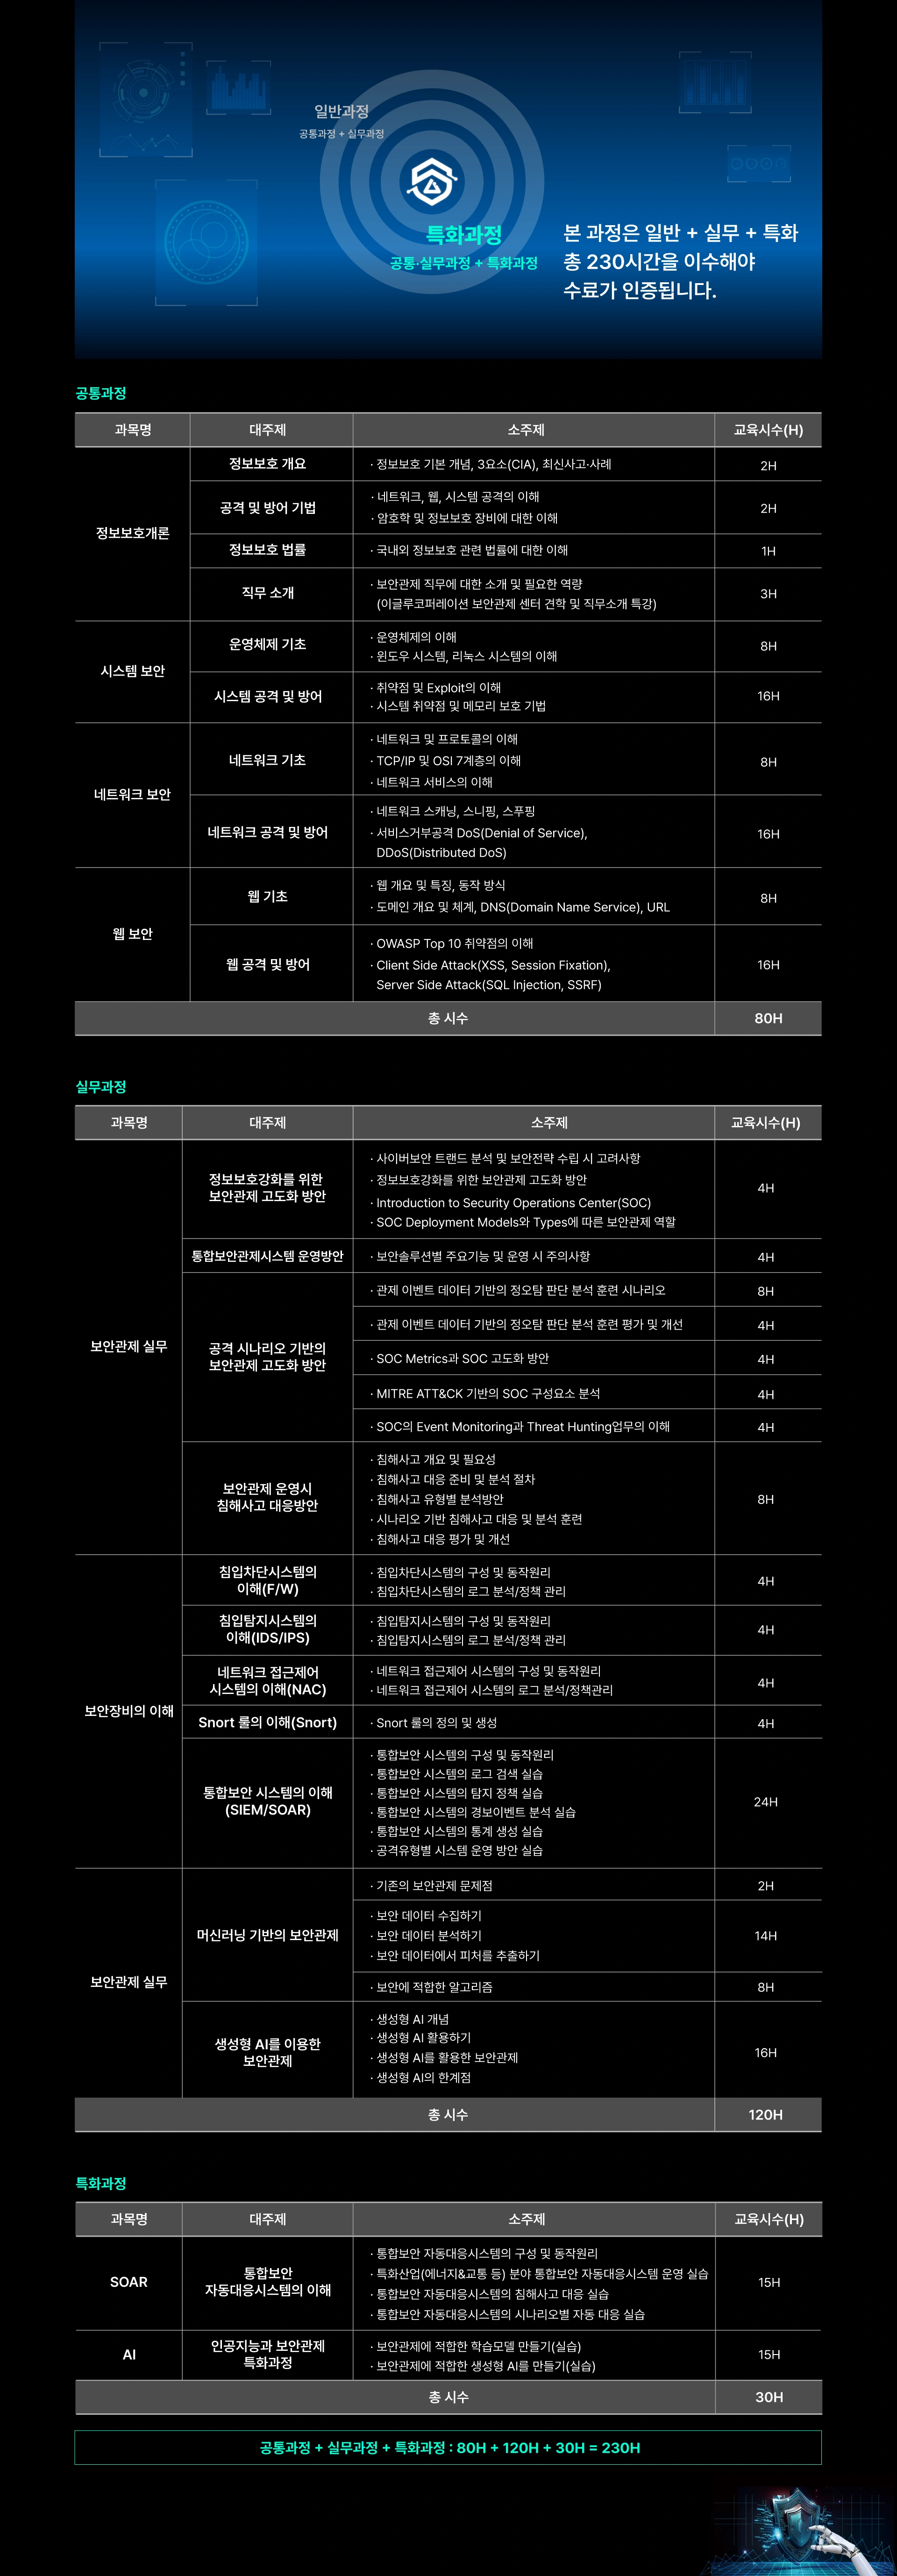 일반과정
공통과정 + 실무과정
특화과정
공통·실무과정 + 특화과정
본 과정은 일반 + 실무 + 특화
총 230시간을 이수해야
수료가 인증됩니다.
공통과정
과목명 대주제 소주제 교육시수(H)
정보보호개론
정보보호 개요
· 정보보호 기본 개념, 3요소(CIA), 최신사고·사례
2H
공격 및 방어 기법
· 네트워크, 웹, 시스템 공격의 이해
· 암호학 및 정보보호 장비에 대한 이해
2H
정보보호 법률
· 국내외 정보보호 관련 법률에 대한 이해
1H
직무 소개
· 보안관제 직무에 대한 소개 및 필요한 역량
(이글루코퍼레이션 보안관제 센터 견학 및 직무소개 특강)
3H
시스템 보안
운영체제 기초
· 운영체제의 이해
· 윈도우 시스템, 리눅스 시스템의 이해
8H
시스템 공격 및 방어
· 취약점 및 Exploit의 이해
· 시스템 취약점 및 메모리 보호 기법
16H
네트워크 보안
네트워크 기초
· 네트워크 및 프로토콜의 이해
· TCP/IP 및 OSI 7계층의 이해
· 네트워크 서비스의 이해
8H
네트워크 공격 및 방어
· 네트워크 스캐닝, 스니핑, 스푸핑
· 서비스거부공격 DoS(Denial of Service),
DDoS(Distributed DoS)
16H
웹 보안
웹 기초
· 웹 개요 및 특징, 동작 방식
· 도메인 개요 및 체계, DNS(Domain Name Service), URL
8H
웹 공격 및 방어
· OWASP Top 10 취약점의 이해
· Client Side Attack(XSS, Session Fixation),
Server Side Attack(SQL Injection, SSRF)
16H
총 시수 80H
실무과정
과목명 대주제 소주제 교육시수(H)
보안관제 실무
정보보호강화를 위한
보안관제 고도화 방안
· 사이버보안 트랜드 분석 및 보안전략 수립 시 고려사항
· 정보보호강화를 위한 보안관제 고도화 방안
· Introduction to Security Operations Center(SOC)
· SOC Deployment Models와 Types에 따른 보안관제 역할
4H
통합보안관제시스템 운영방안
· 보안솔루션별 주요기능 및 운영 시 주의사항
4H
공격 시나리오 기반의
보안관제 고도화 방안
· 관제 이벤트 데이터 기반의 정오탐 판단 분석 훈련 시나리오
8H
· 관제 이벤트 데이터 기반의 정오탐 판단 분석 훈련 평가 및 개선
4H
· SOC Metrics과 SOC 고도화 방안
4H
· MITRE ATT&CK 기반의 SOC 구성요소 분석
4H
· SOC의 Event Monitoring과 Threat Hunting업무의 이해
4H
보안관제 운영시
침해사고 대응방안
· 침해사고 개요 및 필요성
· 침해사고 대응 준비 및 분석 절차
· 침해사고 유형별 분석방안
· 시나리오 기반 침해사고 대응 및 분석 훈련
· 침해사고 대응 평가 및 개선
8H
보안장비의 이해
침입차단시스템의
이해(F/W)
· 침입차단시스템의 구성 및 동작원리
· 침입차단시스템의 로그 분석/정책 관리
4H
침입탐지시스템의
이해(IDS/IPS)
· 침입탐지시스템의 구성 및 동작원리
· 침입탐지시스템의 로그 분석/정책 관리
4H
네트워크 접근제어
시스템의 이해(NAC)
· 네트워크 접근제어 시스템의 구성 및 동작원리
· 네트워크 접근제어 시스템의 로그 분석/정책관리
4H
Snort 룰의 이해(Snort)
· Snort 룰의 정의 및 생성
4H
통합보안 시스템의 이해
(SIEM/SOAR)
· 통합보안 시스템의 구성 및 동작원리
· 통합보안 시스템의 로그 검색 실습
· 통합보안 시스템의 탐지 정책 실습
· 통합보안 시스템의 경보이벤트 분석 실습
· 통합보안 시스템의 통계 생성 실습
· 공격유형별 시스템 운영 방안 실습
24H
보안관제 실무
머신러닝 기반의 보안관제
· 기존의 보안관제 문제점
2H
· 보안 데이터 수집하기
· 보안 데이터 분석하기
· 보안 데이터에서 피처를 추출하기
14H
· 보안에 적합한 알고리즘
8H
생성형 AI를 이용한
보안관제
· 생성형 AI 개념
· 생성형 AI 활용하기
· 생성형 AI를 활용한 보안관제
· 생성형 AI의 한계점
16H
총 시수 120H
특화과정
과목명 대주제 소주제 교육시수(H)
SOAR
통합보안
자동대응시스템의 이해
· 통합보안 자동대응시스템의 구성 및 동작원리
· 특화산업(에너지&교통 등) 분야 통합보안 자동대응시스템 운영 실습
· 통합보안 자동대응시스템의 침해사고 대응 실습
· 통합보안 자동대응시스템의 시나리오별 자동 대응 실습
15H
AI
인공지능과 보안관제
특화과정
· 보안관제에 적합한 학습모델 만들기(실습)
· 보안관제에 적합한 생성형 AI를 만들기(실습)
15H
총 시수 30H
공통과정 + 실무과정 + 특화과정 : 80H + 120H + 30H = 230H